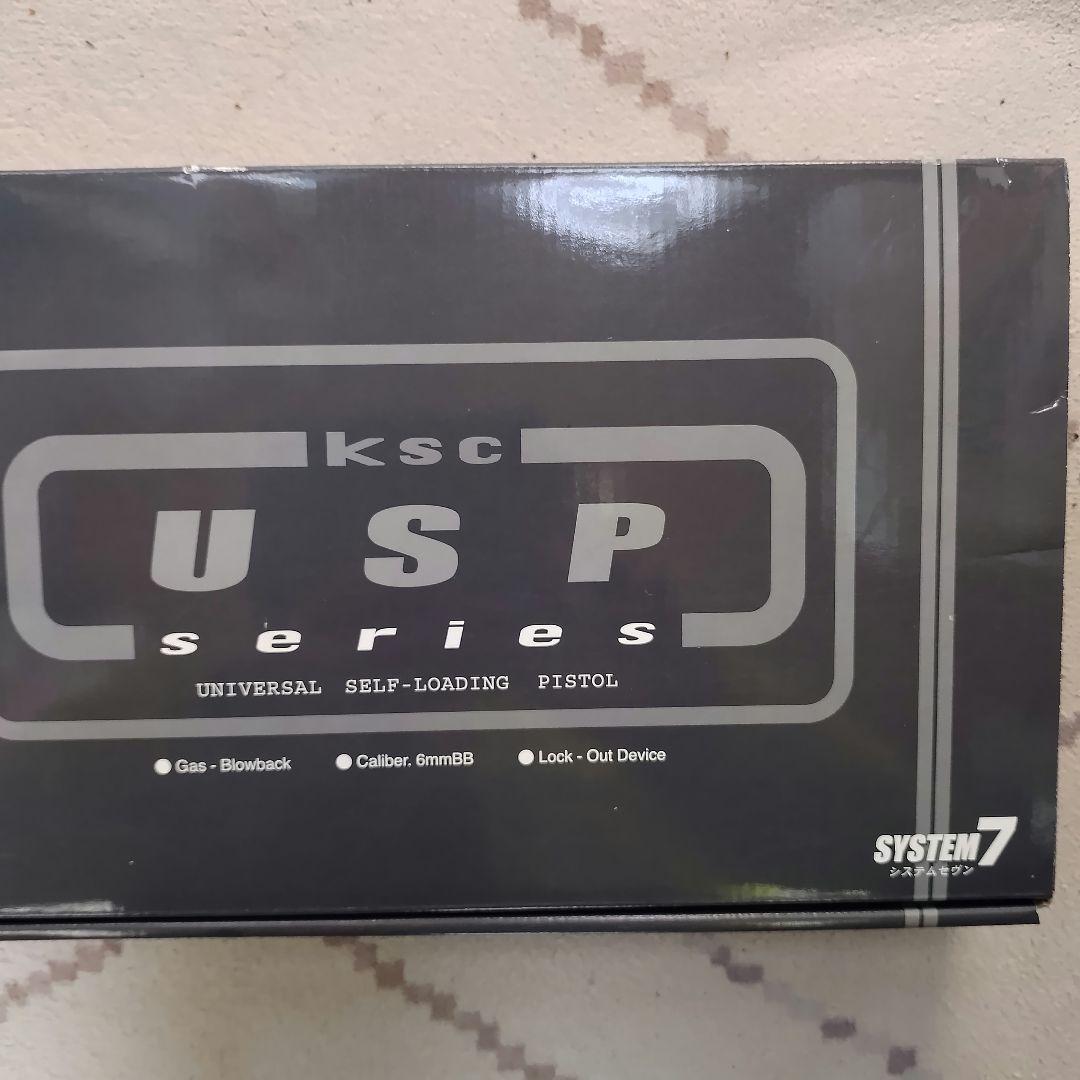 KSC
USP
series
UNIVERSAL SELF-LOADING PISTOL
● Gas - Blowback ● Caliber. 6mmBB ● Lock - Out Device
SYSTEM7
システムセヴン